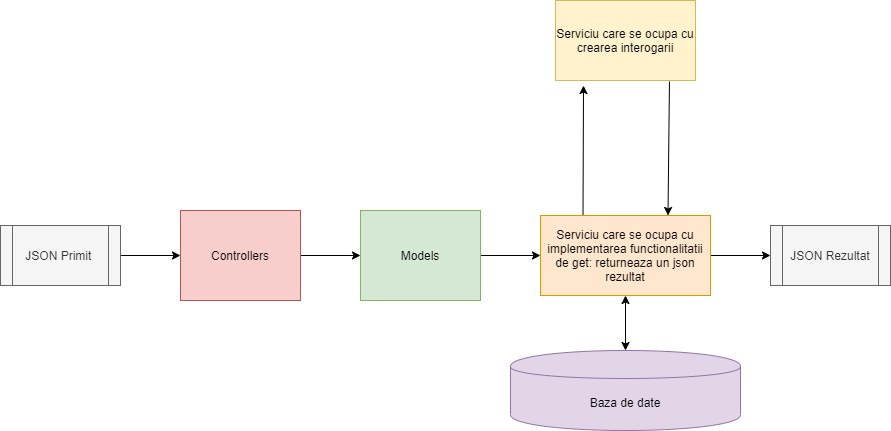 Serviciu care se ocupa cu
crearea interogarii
JSON Primit
Controllers
Models
Serviciu care se ocupa cu
implementarea functionalitatii
de get: returneaza un json
rezultat
JSON Rezultat
Baza de date